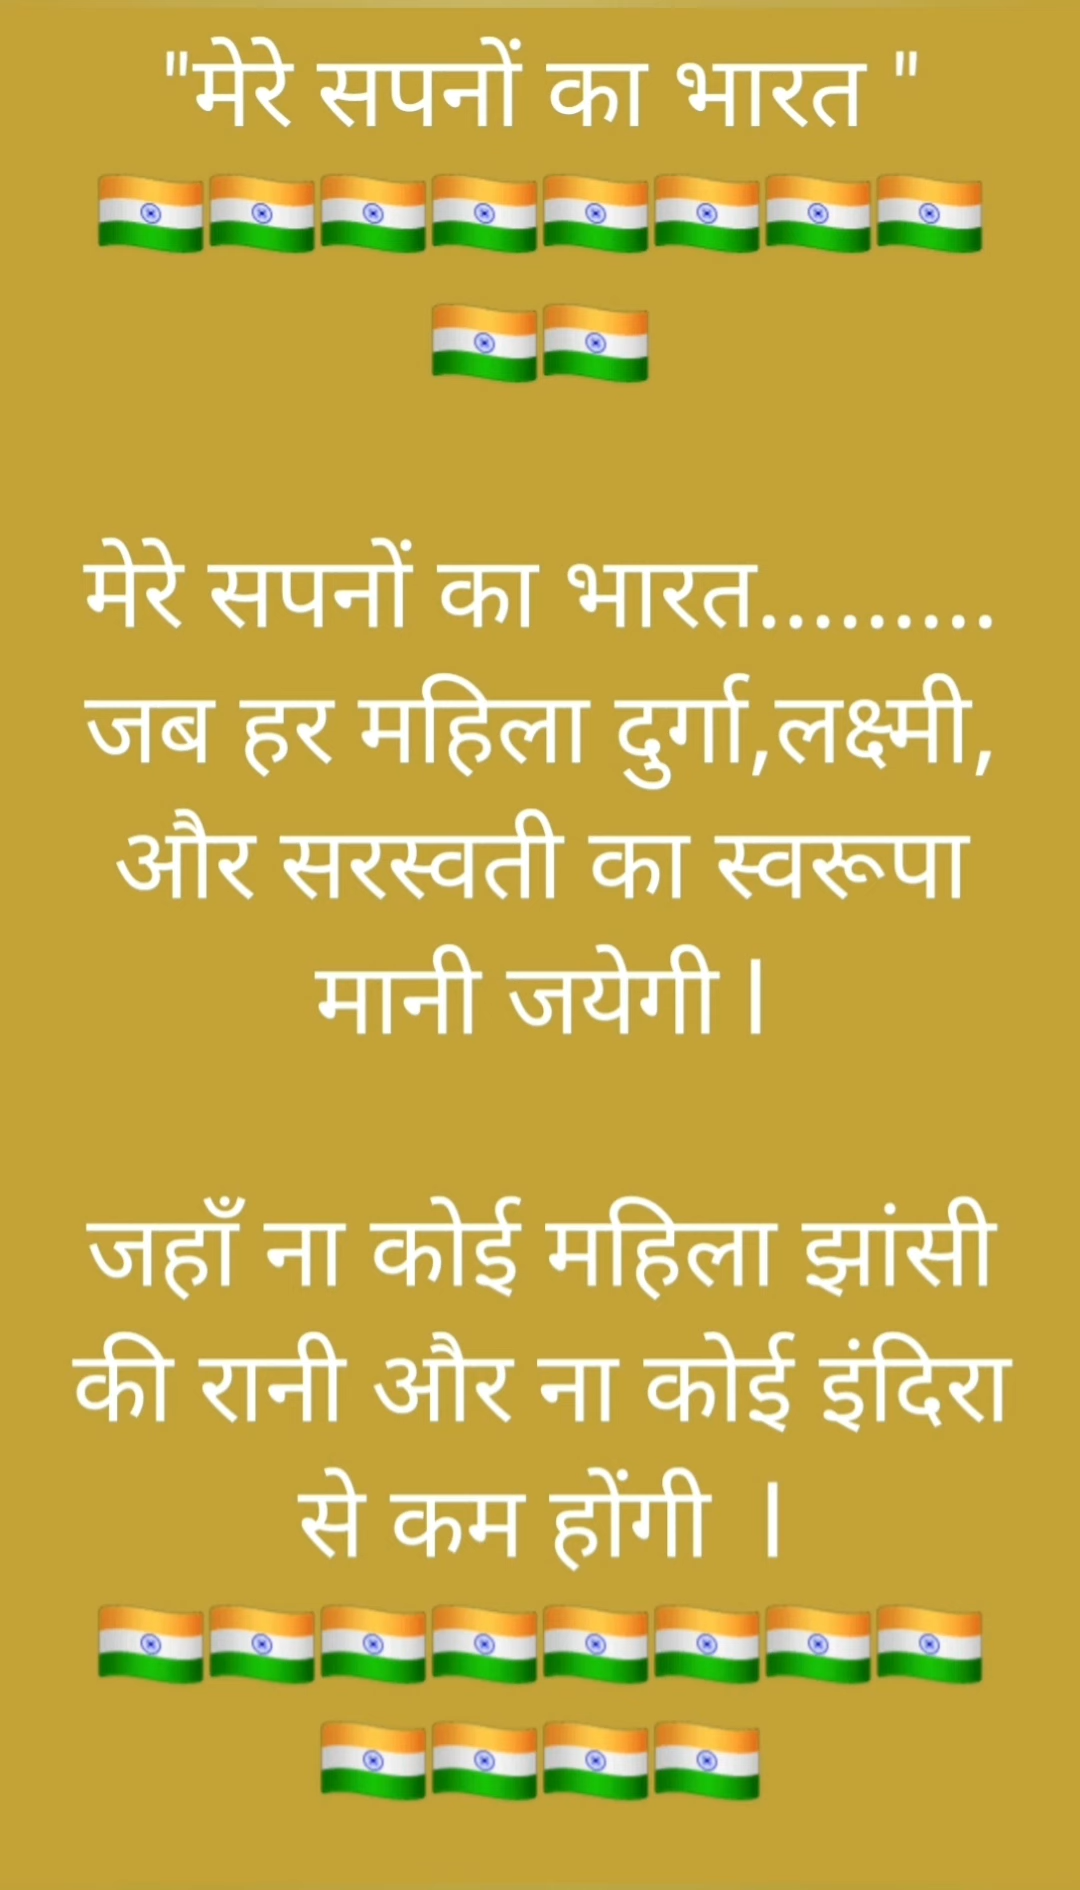 "मेरे सपनों का भारत "
🇮🇳🇮🇳🇮🇳🇮🇳🇮🇳🇮🇳🇮🇳🇮🇳
🇮🇳🇮🇳
मेरे सपनों का भारत.........
जब हर महिला दुर्गा,लक्ष्मी,
और सरस्वती का स्वरूपा
मानी जयेगी |
जहाँ ना कोई महिला झांसी
की रानी और ना कोई इंदिरा
से कम होंगी |
🇮🇳🇮🇳🇮🇳🇮🇳🇮🇳🇮🇳🇮🇳🇮🇳
🇮🇳🇮🇳🇮🇳🇮🇳